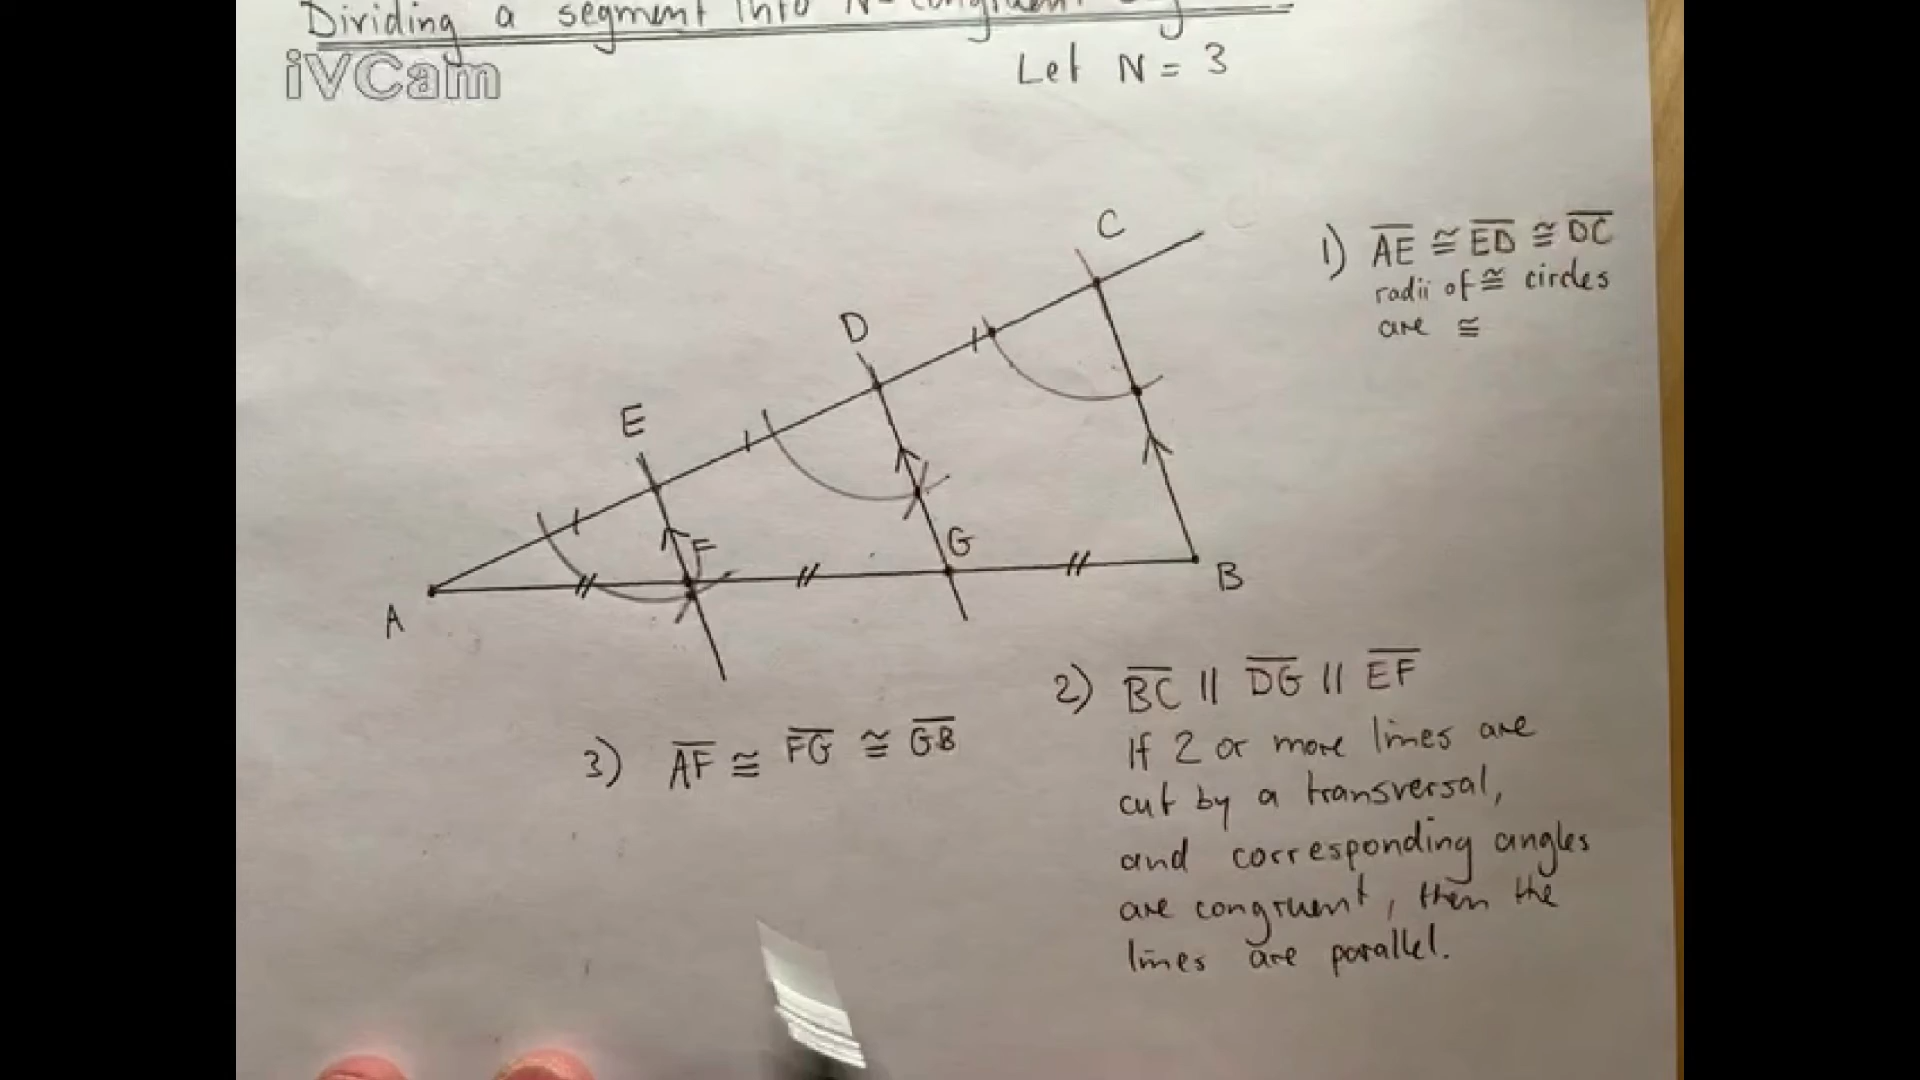 Dividing a segment into N-congruent
iVCam
Let N = 3
C
1) AE ≅ ED ≅ DC
radii of ≅ circles
are ≅
D
E
F
G
A
B
2) BC || DG || EF
If 2 or more lines are
cut by a transversal,
and corresponding angles
are congruent, then the
lines are parallel.
3) AF ≅ FG ≅ GB